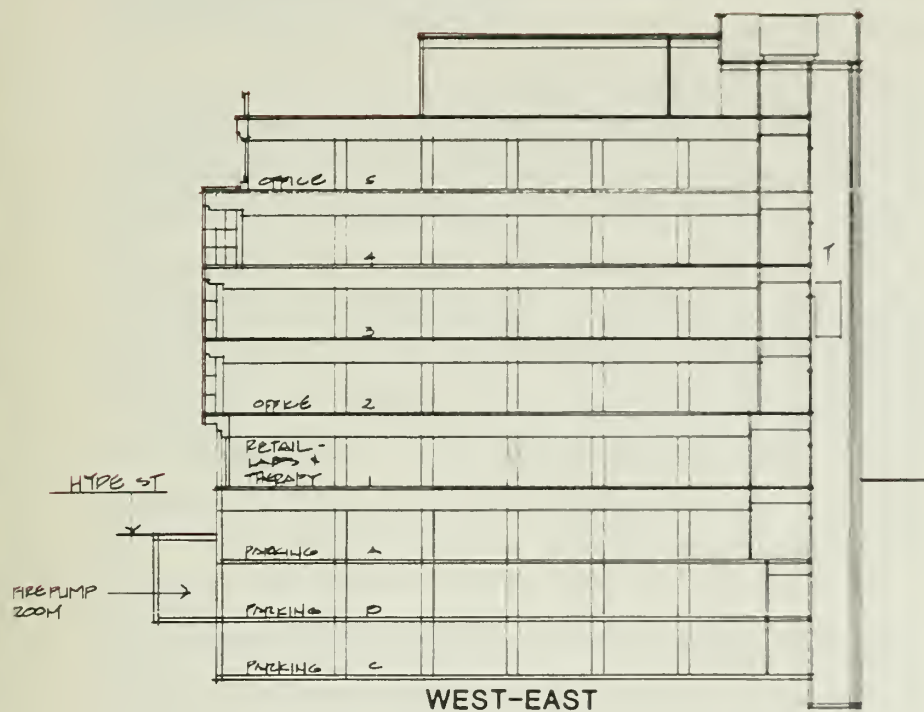 OFFICE 5
4
3
OFFICE 2
RETAIL -
LABS +
THERAPY 1
HYDE ST
PARKING A
FIRE PUMP
ROOM
PARKING B
PARKING C
WEST-EAST